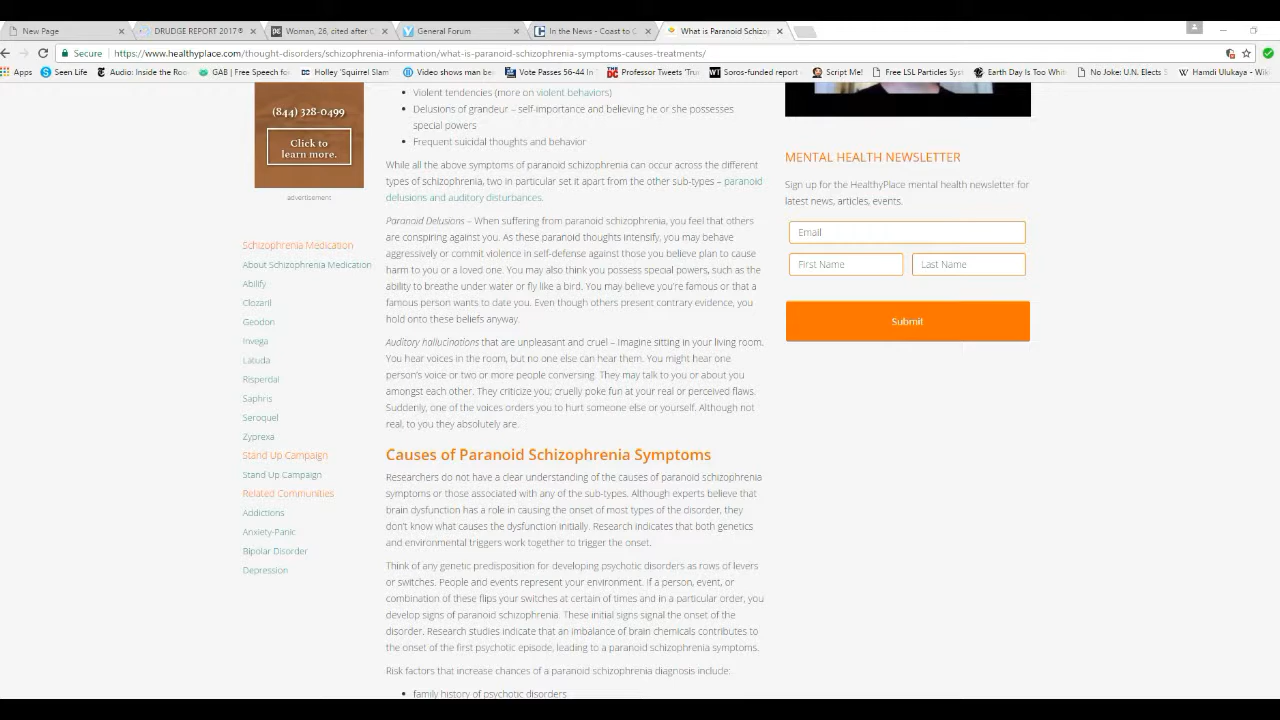 New Page
DRUDGE REPORT 2017®
Woman, 26, cited after C
General Forum
In the News - Coast to C
What is Paranoid Schizop
Secure
https://www.healthyplace.com/thought-disorders/schizophrenia-information/what-is-paranoid-schizophrenia-symptoms-causes-treatments/
Apps
Seen Life
Audio: Inside the Roo
GAB | Free Speech for
Holley 'Squirrel' Slam
Video shows man be
Vote Passes 56-44 In
Professor Tweets 'Tru
Soros-funded report
Script Me!
Free LSL Particles Syst
Earth Day Is Too Whit
No Joke: U.N. Elects S
Hamdi Ulukaya - Wiki
(844) 328-0499
Click to
learn more.
advertisement
Schizophrenia Medication
About Schizophrenia Medication
Abilify
Clozaril
Geodon
Invega
Latuda
Risperdal
Saphris
Seroquel
Zyprexa
Stand Up Campaign
Stand Up Campaign
Related Communities
Addictions
Anxiety-Panic
Bipolar Disorder
Depression
• Violent tendencies (more on violent behaviors)
• Delusions of grandeur – self-importance and believing he or she possesses
special powers
• Frequent suicidal thoughts and behavior
While all the above symptoms of paranoid schizophrenia can occur across the different
types of schizophrenia, two in particular set it apart from the other sub-types – paranoid
delusions and auditory disturbances.
Paranoid Delusions – When suffering from paranoid schizophrenia, you feel that others
are conspiring against you. As these paranoid thoughts intensify, you may behave
aggressively or commit violence in self-defense against those you believe plan to cause
harm to you or a loved one. You may also think you possess special powers, such as the
ability to breathe under water or fly like a bird. You may believe you're famous or that a
famous person wants to date you. Even though others present contrary evidence, you
hold onto these beliefs anyway.
Auditory hallucinations that are unpleasant and cruel – Imagine sitting in your living room.
You hear voices in the room, but no one else can hear them. You might hear one
person's voice or two or more people conversing. They may talk to you or about you
amongst each other. They criticize you; cruelly poke fun at your real or perceived flaws.
Suddenly, one of the voices orders you to hurt someone else or yourself. Although not
real, to you they absolutely are.
Causes of Paranoid Schizophrenia Symptoms
Researchers do not have a clear understanding of the causes of paranoid schizophrenia
symptoms or those associated with any of the sub-types. Although experts believe that
brain dysfunction has a role in causing the onset of most types of the disorder, they
don't know what causes the dysfunction initially. Research indicates that both genetics
and environmental triggers work together to trigger the onset.
Think of any genetic predisposition for developing psychotic disorders as rows of levers
or switches. People and events represent your environment. If a person, event, or
combination of these flips your switches at certain of times and in a particular order, you
develop signs of paranoid schizophrenia. These initial signs signal the onset of the
disorder. Research studies indicate that an imbalance of brain chemicals contributes to
the onset of the first psychotic episode, leading to a paranoid schizophrenia symptoms.
Risk factors that increase chances of a paranoid schizophrenia diagnosis include:
• family history of psychotic disorders
MENTAL HEALTH NEWSLETTER
Sign up for the HealthyPlace mental health newsletter for
latest news, articles, events.
Email
First Name
Last Name
Submit